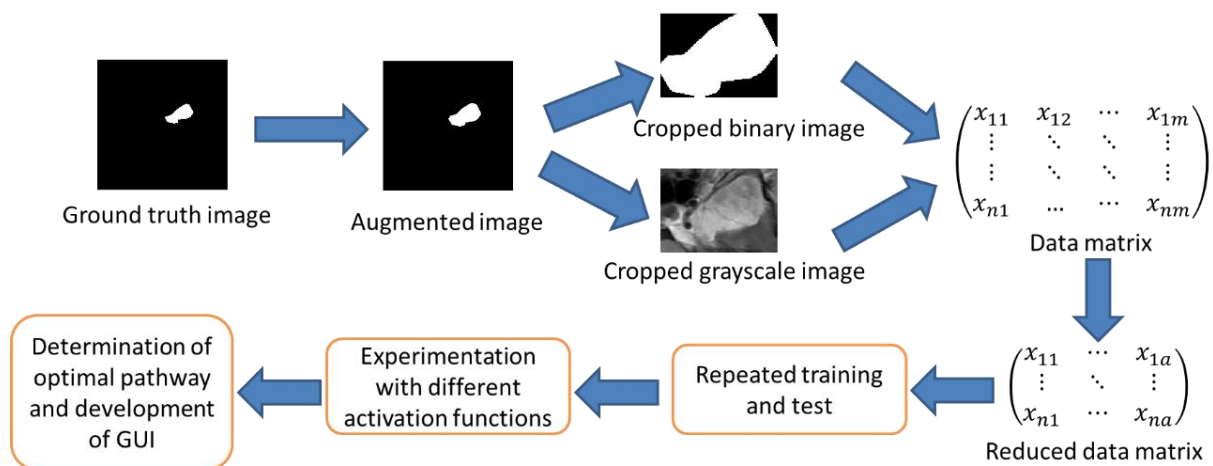 Ground truth image
Augmented image
Cropped binary image
Cropped grayscale image
x11 x12 ⋯ x1m
⋮ ⋱ ⋱ ⋮
⋮ ⋱ ⋱ ⋮
xn1 … ⋯ xnm
Data matrix
x11 ⋯ x1a
⋮ ⋱ ⋮
xn1 ⋯ xna
Reduced data matrix
Repeated training
and test
Experimentation
with different
activation functions
Determination of
optimal pathway
and development
of GUI